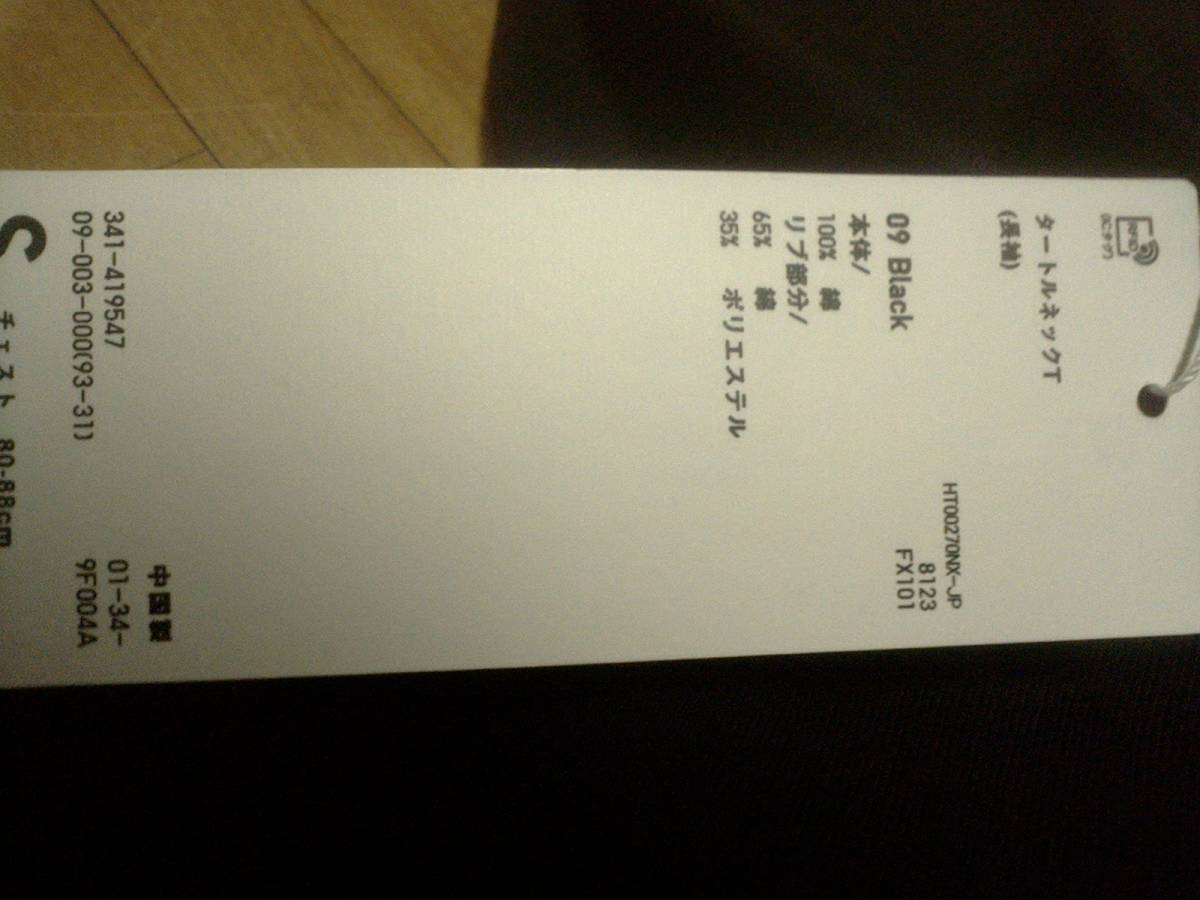 RFID
(ICタグ)
タートルネックT
(長袖)
HT00270NX-JP
8123
FX101
09 Black
本体/
100% 綿
リブ部分/
65% 綿
35% ポリエステル
中国製
341-419547
01-34-
09-003-000(93-31)
9F004A
S
チェスト 80-88cm